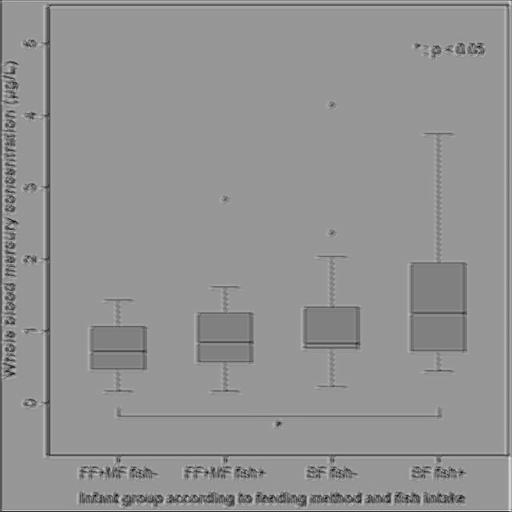 * : p < 0.05
Whole blood mercury concentration (µg/L)
5
4
3
2
1
0
*
FF+MF fish- FF+MF fish+ BF fish- BF fish+
Infant group according to feeding method and fish intake